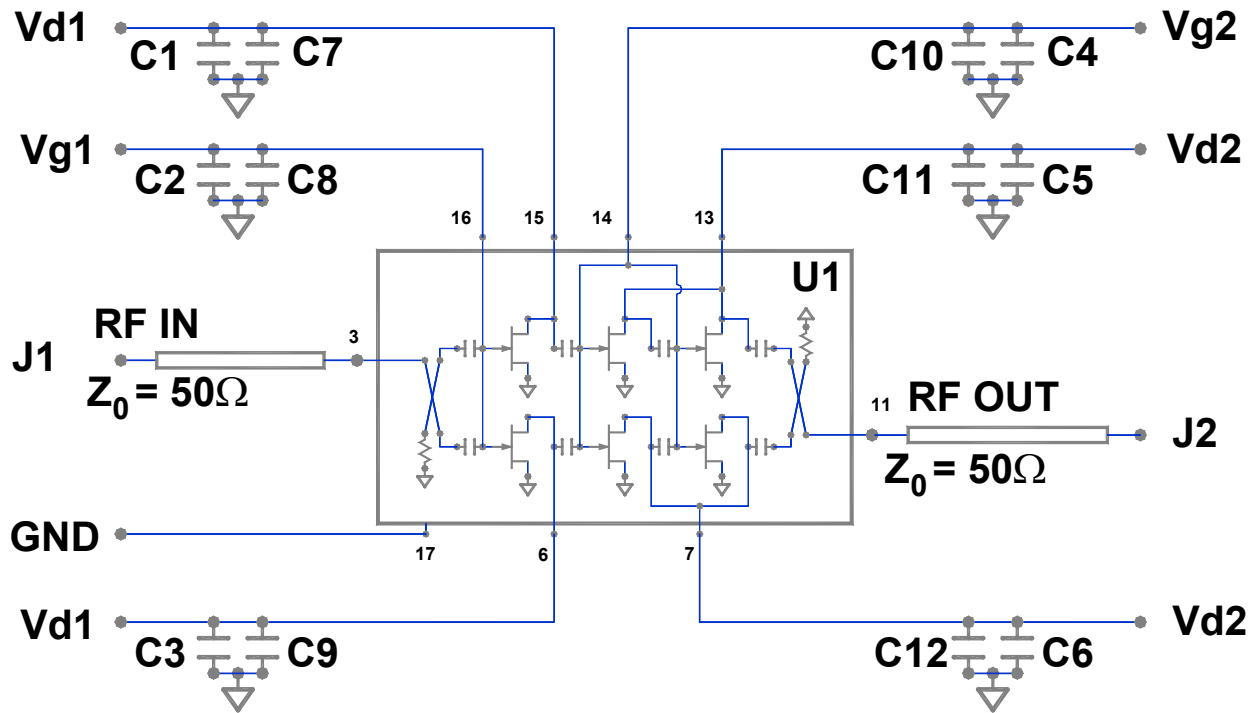 Vd1
C1
C7
C10
C4
Vg2
Vg1
C2
C8
C11
C5
Vd2
16
15
14
13
U1
RF IN
J1
3
Z0 = 50Ω
RF OUT
11
J2
Z0 = 50Ω
GND
17
6
7
Vd1
C3
C9
C12
C6
Vd2